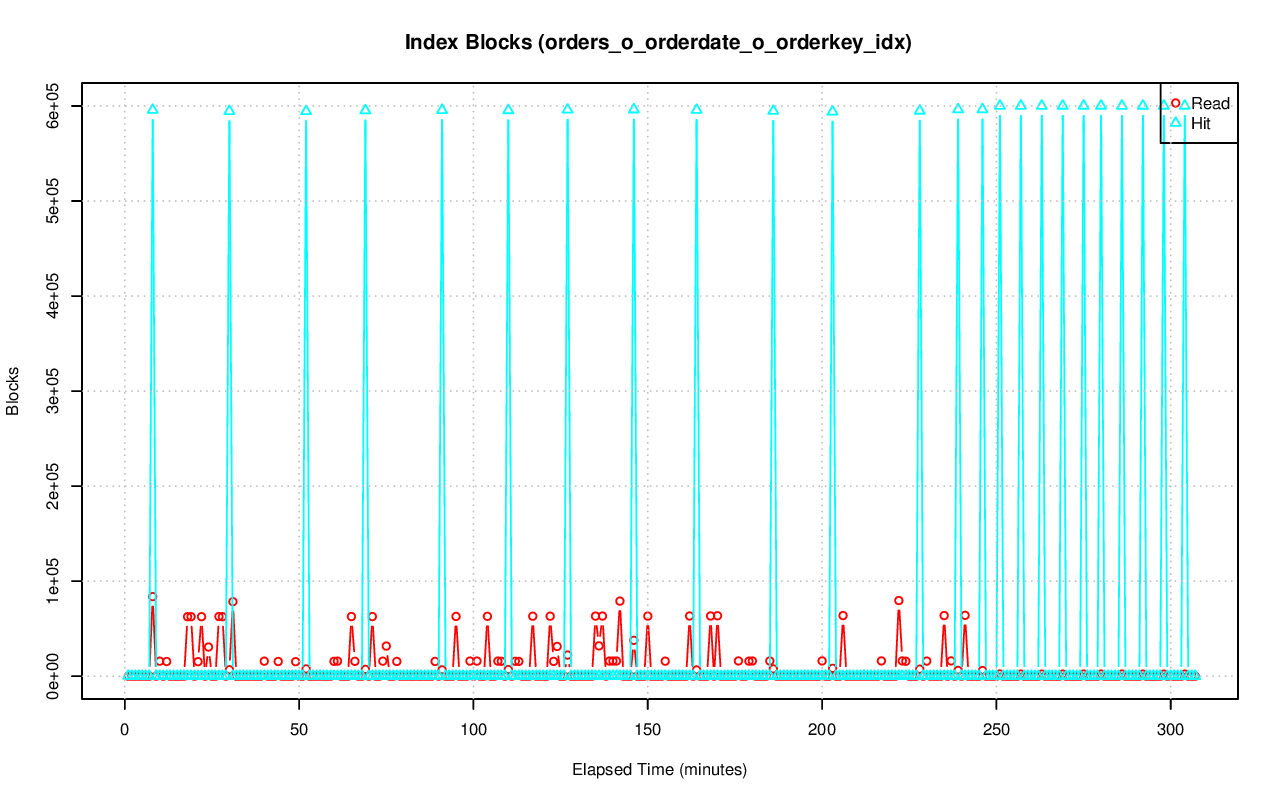 Index Blocks (orders_o_orderdate_o_orderkey_idx)
Read
Hit
Blocks
6e+05
5e+05
4e+05
3e+05
2e+05
1e+05
0e+00
0 50 100 150 200 250 300
Elapsed Time (minutes)